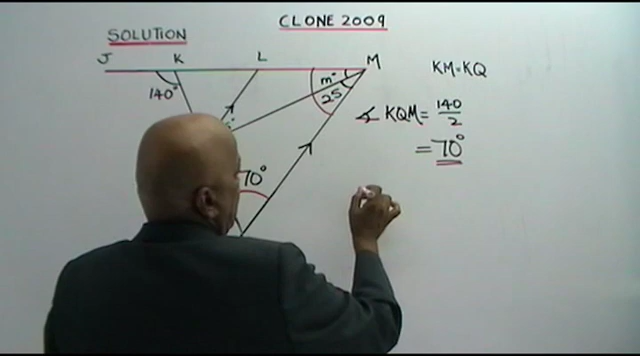 CLONE 2009
SOLUTION
J K L M
KM=KQ
140°
m°
25
∡ KQM = 140/2
= 70°
70°